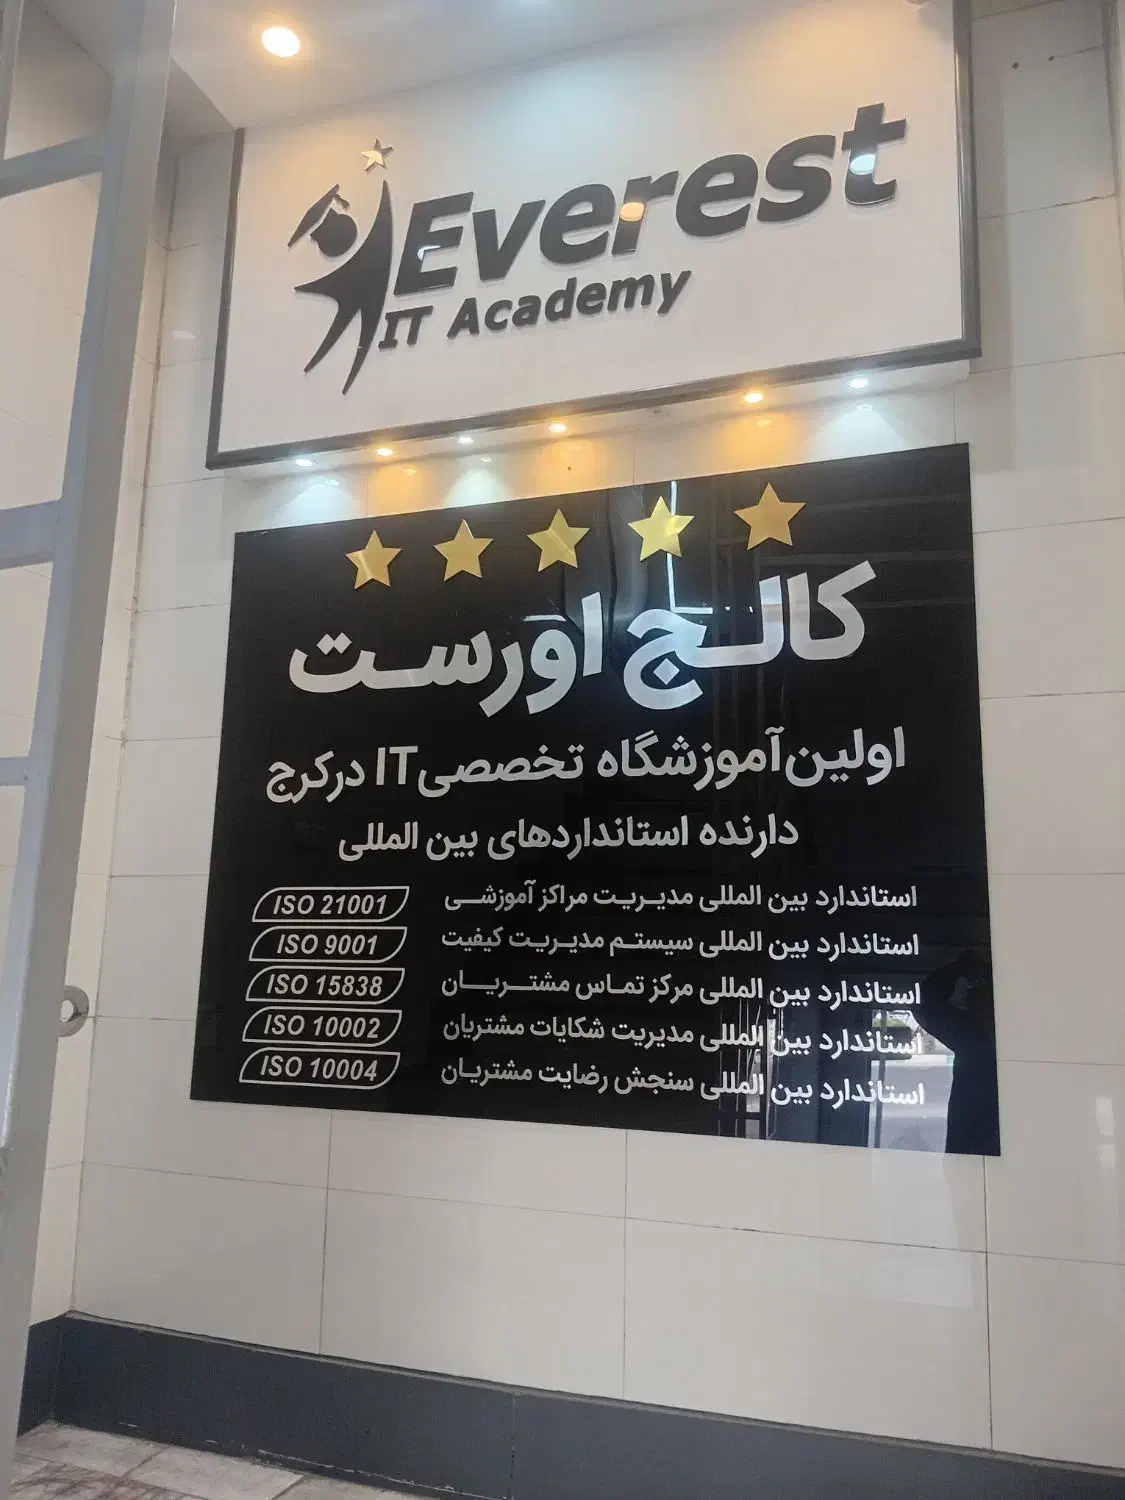 Everest
IT Academy
کالج اورست
اولین آموزشگاه تخصصی IT در کرج
دارنده استانداردهای بین المللی
استاندارد بین المللی مدیریت مراکز آموزشی ISO 21001
استاندارد بین المللی سیستم مدیریت کیفیت ISO 9001
استاندارد بین المللی مرکز تماس مشتریان ISO 15838
استاندارد بین المللی مدیریت شکایات مشتریان ISO 10002
استاندارد بین المللی سنجش رضایت مشتریان ISO 10004